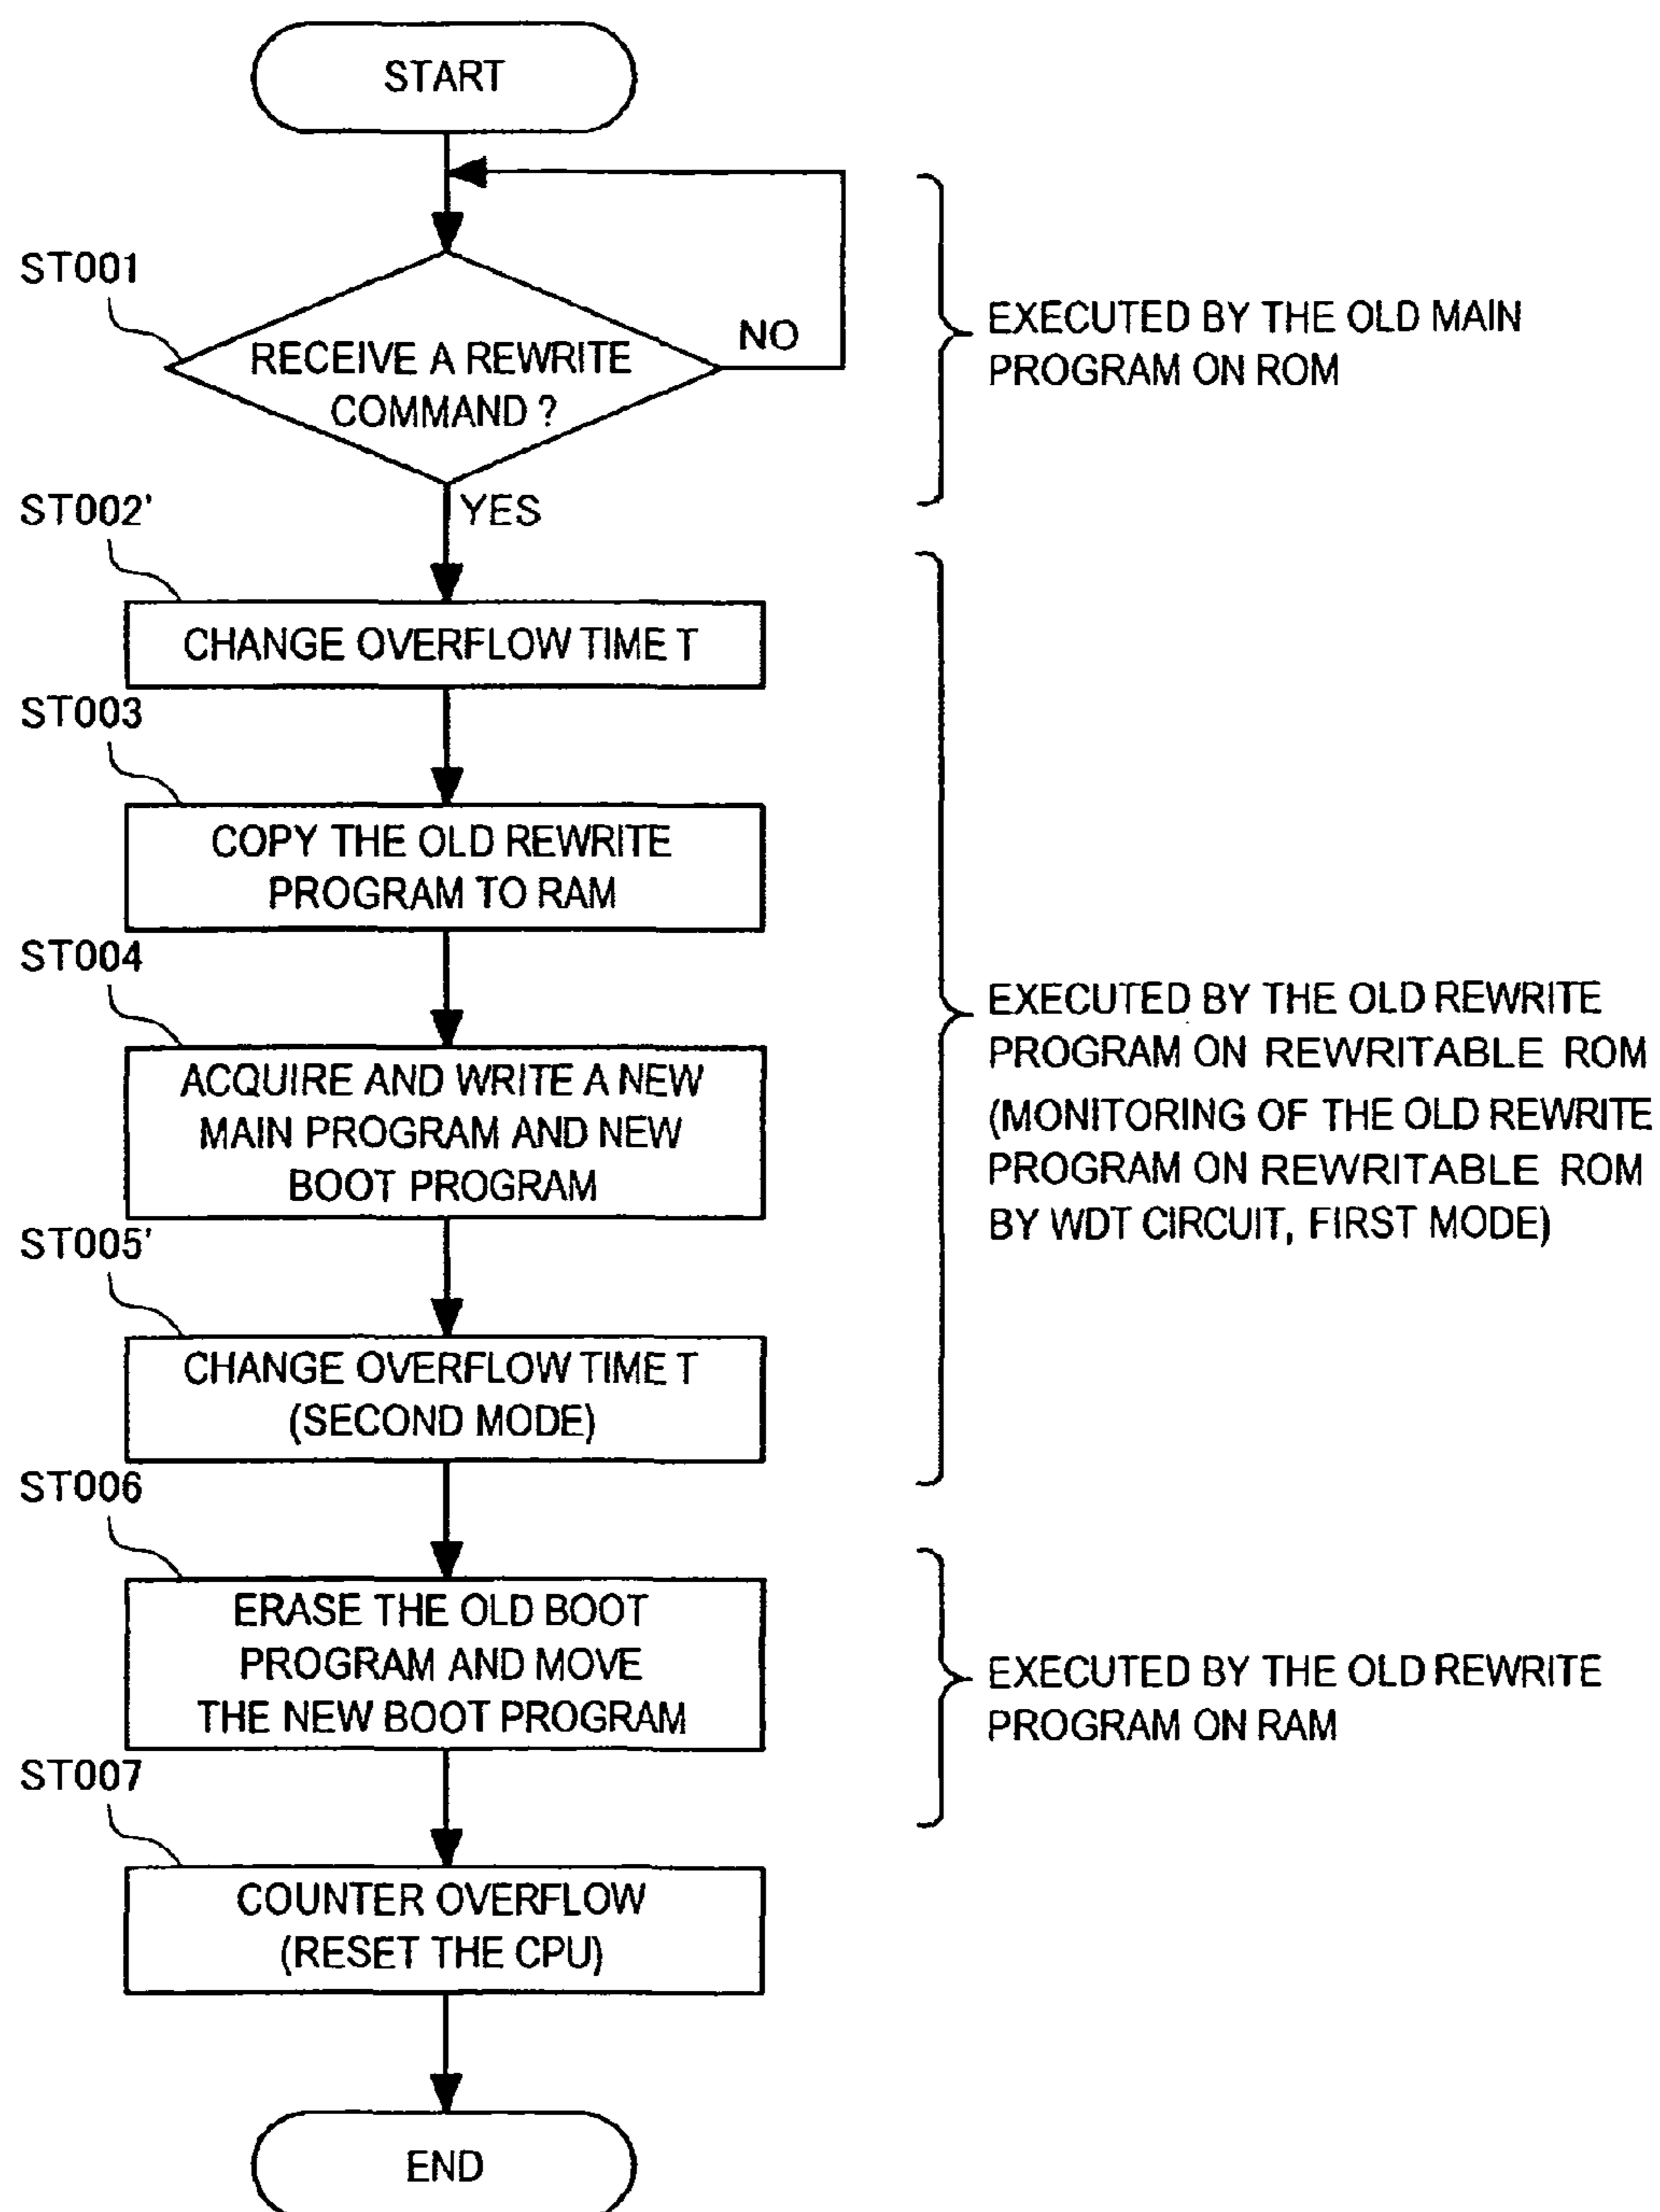 START
ST001
RECEIVE A REWRITE
COMMAND ?
NO
EXECUTED BY THE OLD MAIN
PROGRAM ON ROM
YES
ST002'
CHANGE OVERFLOW TIME T
ST003
COPY THE OLD REWRITE
PROGRAM TO RAM
ST004
ACQUIRE AND WRITE A NEW
MAIN PROGRAM AND NEW
BOOT PROGRAM
ST005'
CHANGE OVERFLOW TIME T
(SECOND MODE)
EXECUTED BY THE OLD REWRITE
PROGRAM ON REWRITABLE ROM
(MONITORING OF THE OLD REWRITE
PROGRAM ON REWRITABLE ROM
BY WDT CIRCUIT, FIRST MODE)
ST006
ERASE THE OLD BOOT
PROGRAM AND MOVE
THE NEW BOOT PROGRAM
EXECUTED BY THE OLD REWRITE
PROGRAM ON RAM
ST007
COUNTER OVERFLOW
(RESET THE CPU)
END